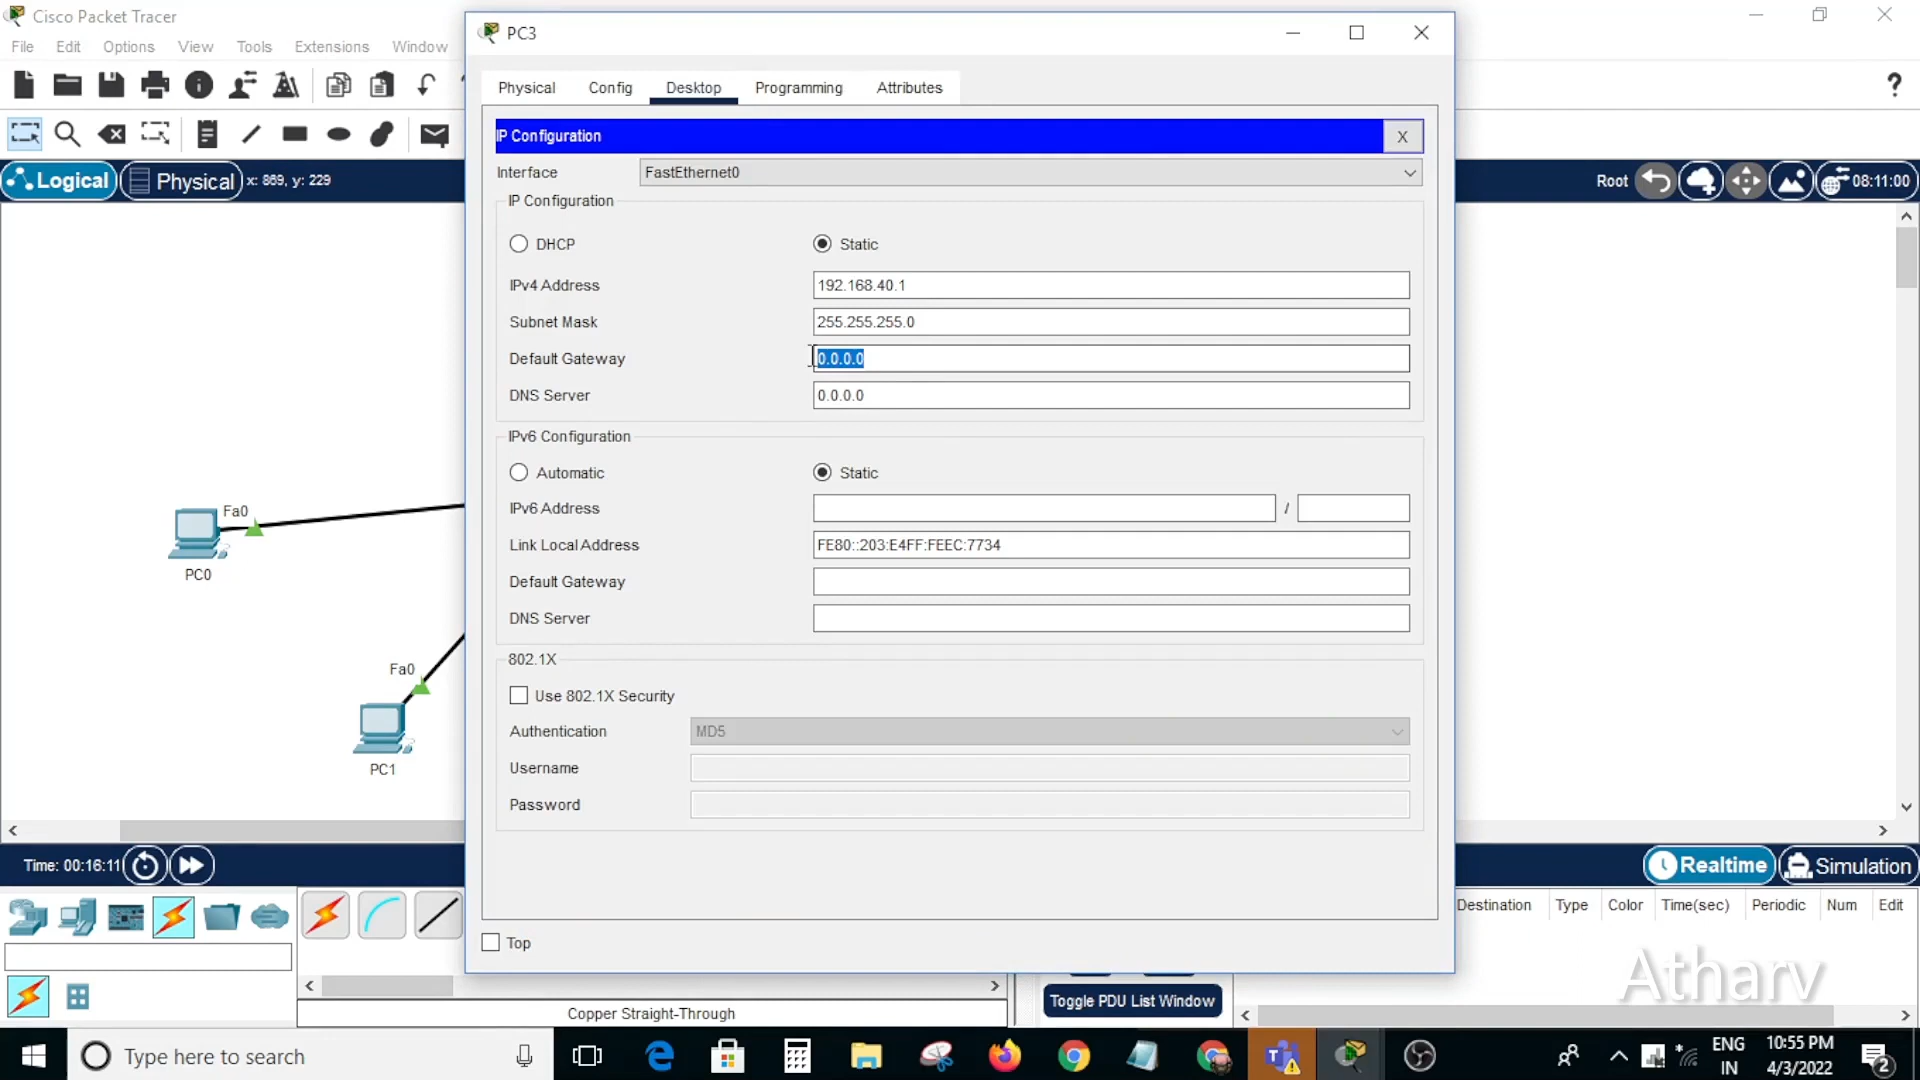 Cisco Packet Tracer
File Edit Options View Tools Extensions Window
PC3
?
Physical Config Desktop Programming Attributes
IP Configuration X
Logical Physical x: 869, y: 229
Root 08:11:00
Interface FastEthernet0
IP Configuration
DHCP Static
IPv4 Address 192.168.40.1
Subnet Mask 255.255.255.0
Default Gateway 0.0.0.0
DNS Server 0.0.0.0
IPv6 Configuration
Automatic Static
IPv6 Address /
Link Local Address FE80::203:E4FF:FEEC:7734
Default Gateway
DNS Server
802.1X
Use 802.1X Security
Authentication MD5
Username
Password
Top
Fa0
PC0
Fa0
PC1
Time: 00:16:11
Realtime Simulation
Destination Type Color Time(sec) Periodic Num Edit
Atharv
Toggle PDU List Window
Copper Straight-Through
Type here to search
ENG
IN
10:55 PM
4/3/2022
2